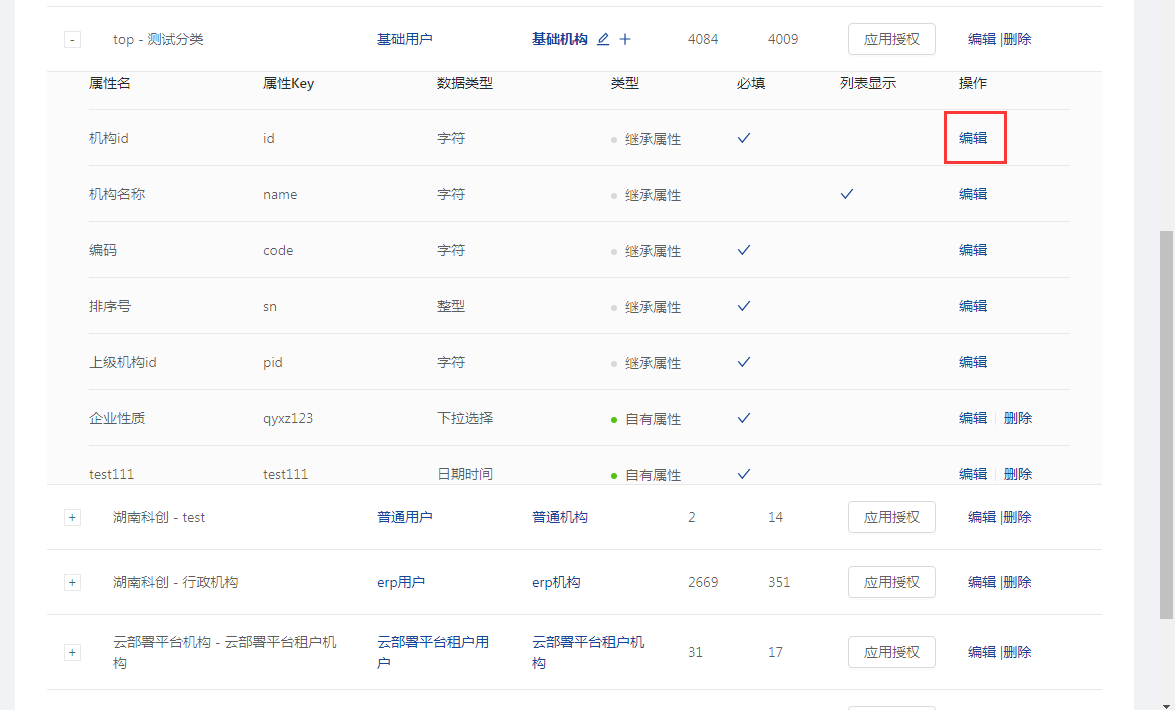 - top - 测试分类 基础用户 基础机构 + 4084 4009 应用授权 编辑 |删除
属性名 属性Key 数据类型 类型 必填 列表显示 操作
机构id id 字符 继承属性 ✓ 编辑
机构名称 name 字符 继承属性 ✓ 编辑
编码 code 字符 继承属性 ✓ 编辑
排序号 sn 整型 继承属性 ✓ 编辑
上级机构id pid 字符 继承属性 ✓ 编辑
企业性质 qyxz123 下拉选择 自有属性 ✓ 编辑 | 删除
test111 test111 日期时间 自有属性 ✓ 编辑 | 删除
+ 湖南科创 - test 普通用户 普通机构 2 14 应用授权 编辑 |删除
+ 湖南科创 - 行政机构 erp用户 erp机构 2669 351 应用授权 编辑 |删除
+ 云部署平台机构 - 云部署平台租户机构 云部署平台租户用户 云部署平台租户机构 31 17 应用授权 编辑 |删除